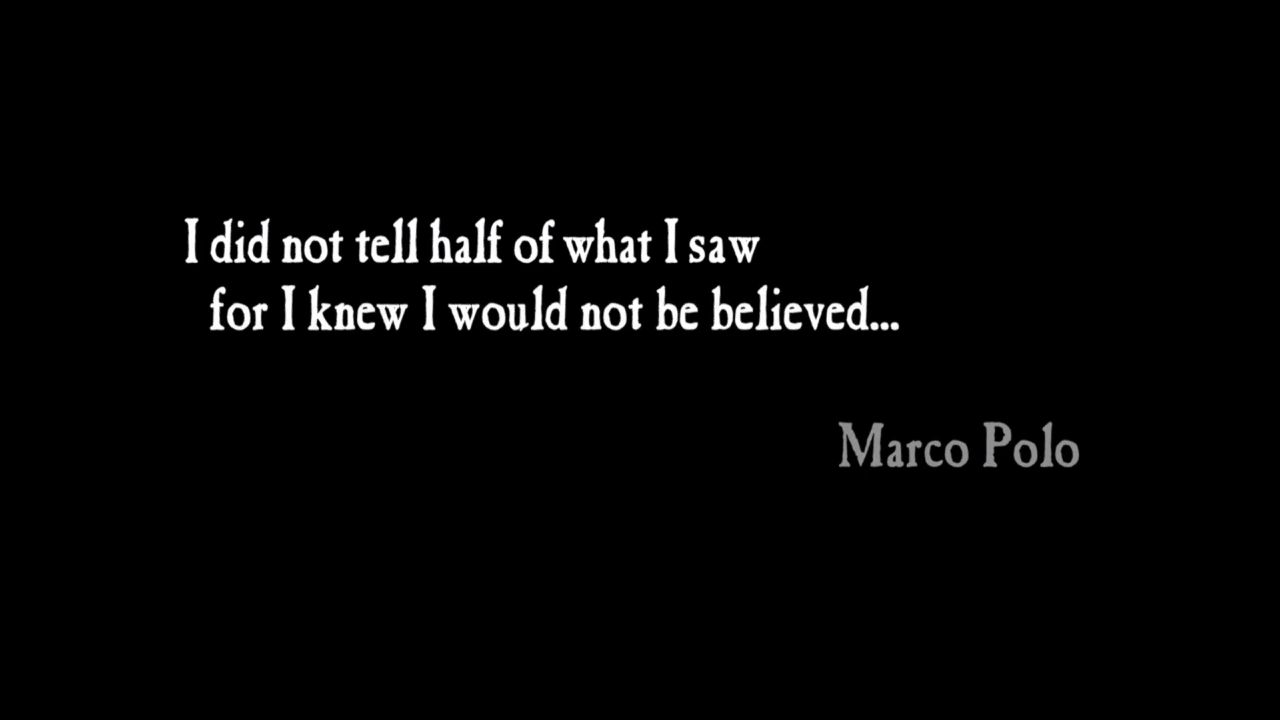 I did not tell half of what I saw
for I knew I would not be believed...
Marco Polo